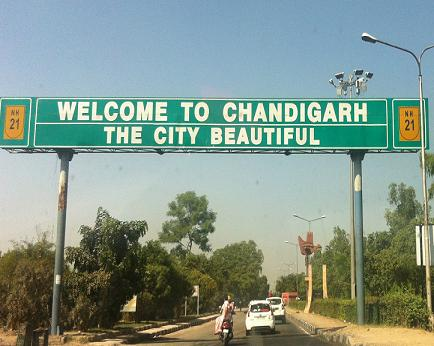 NH
21
WELCOME TO CHANDIGARH
THE CITY BEAUTIFUL
NH
21